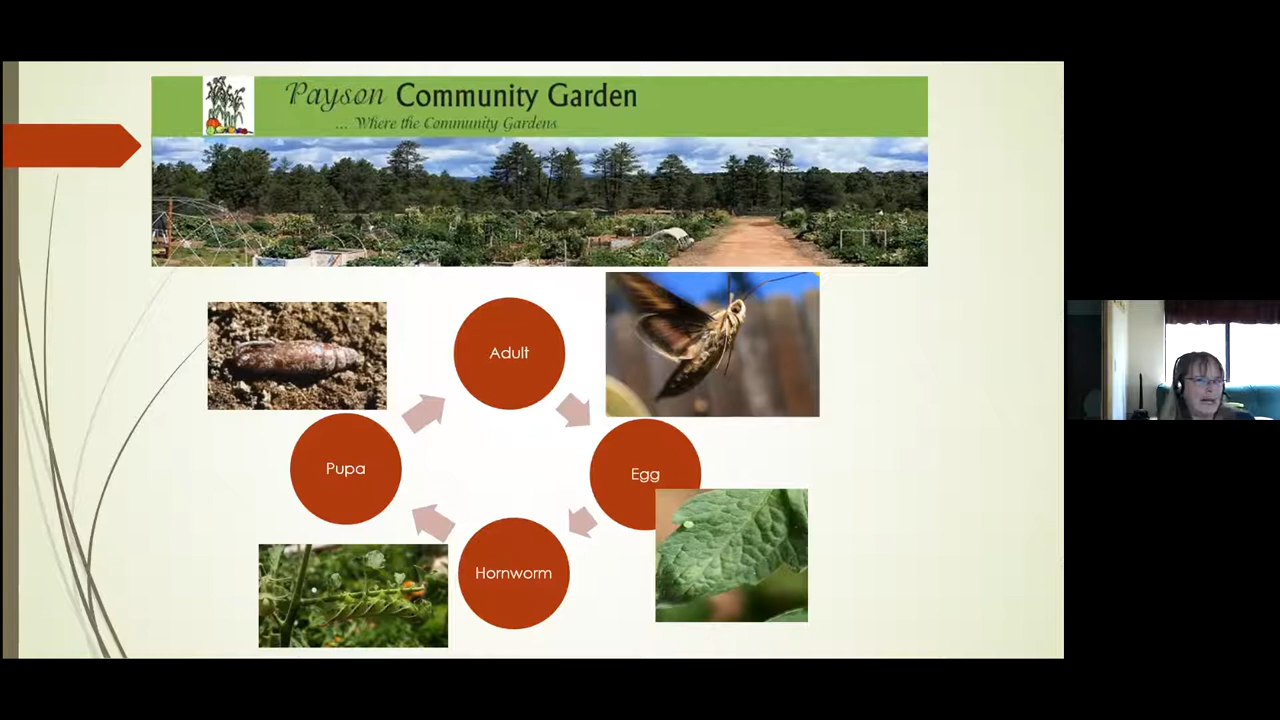 Payson Community Garden
... Where the Community Gardens
Adult
Egg
Hornworm
Pupa